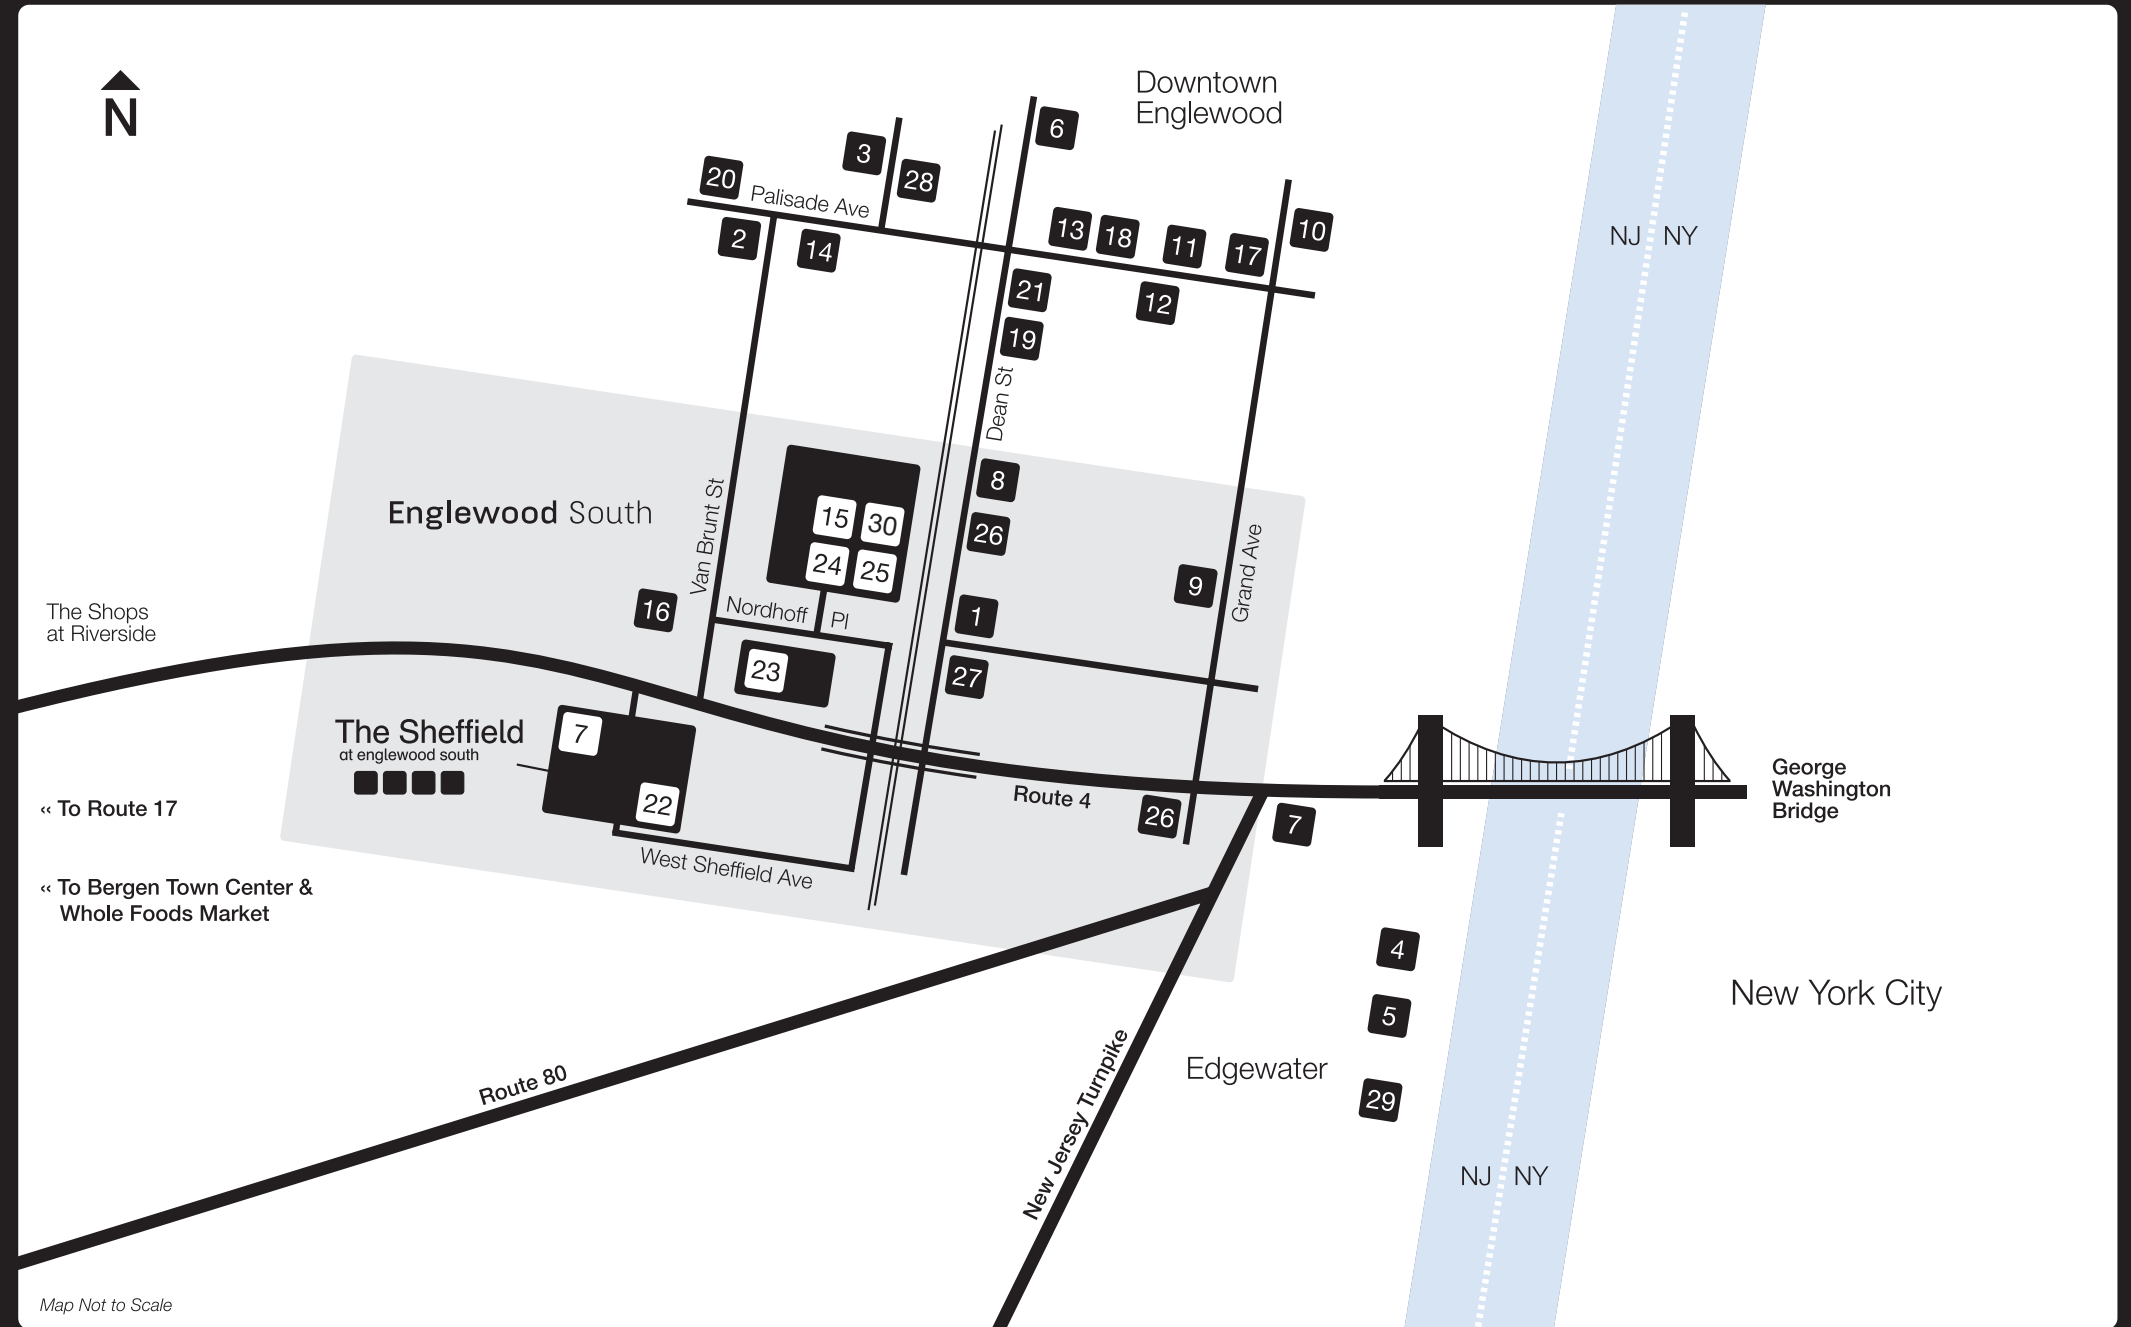 N
Downtown
Englewood
6
3
28
20
Palisade Ave
2
14
13
18
11
17
10
12
21
19
NJ
NY
Dean St
8
26
Englewood South
Van Brunt St
15
30
24
25
16
Nordhoff Pl
1
9
Grand Ave
The Shops
at Riverside
23
27
The Sheffield
at englewood south
7
22
Route 4
26
7
George
Washington
Bridge
‹‹ To Route 17
West Sheffield Ave
‹‹ To Bergen Town Center &
Whole Foods Market
4
5
29
New York City
Edgewater
Route 80
New Jersey Turnpike
NJ
NY
Map Not to Scale